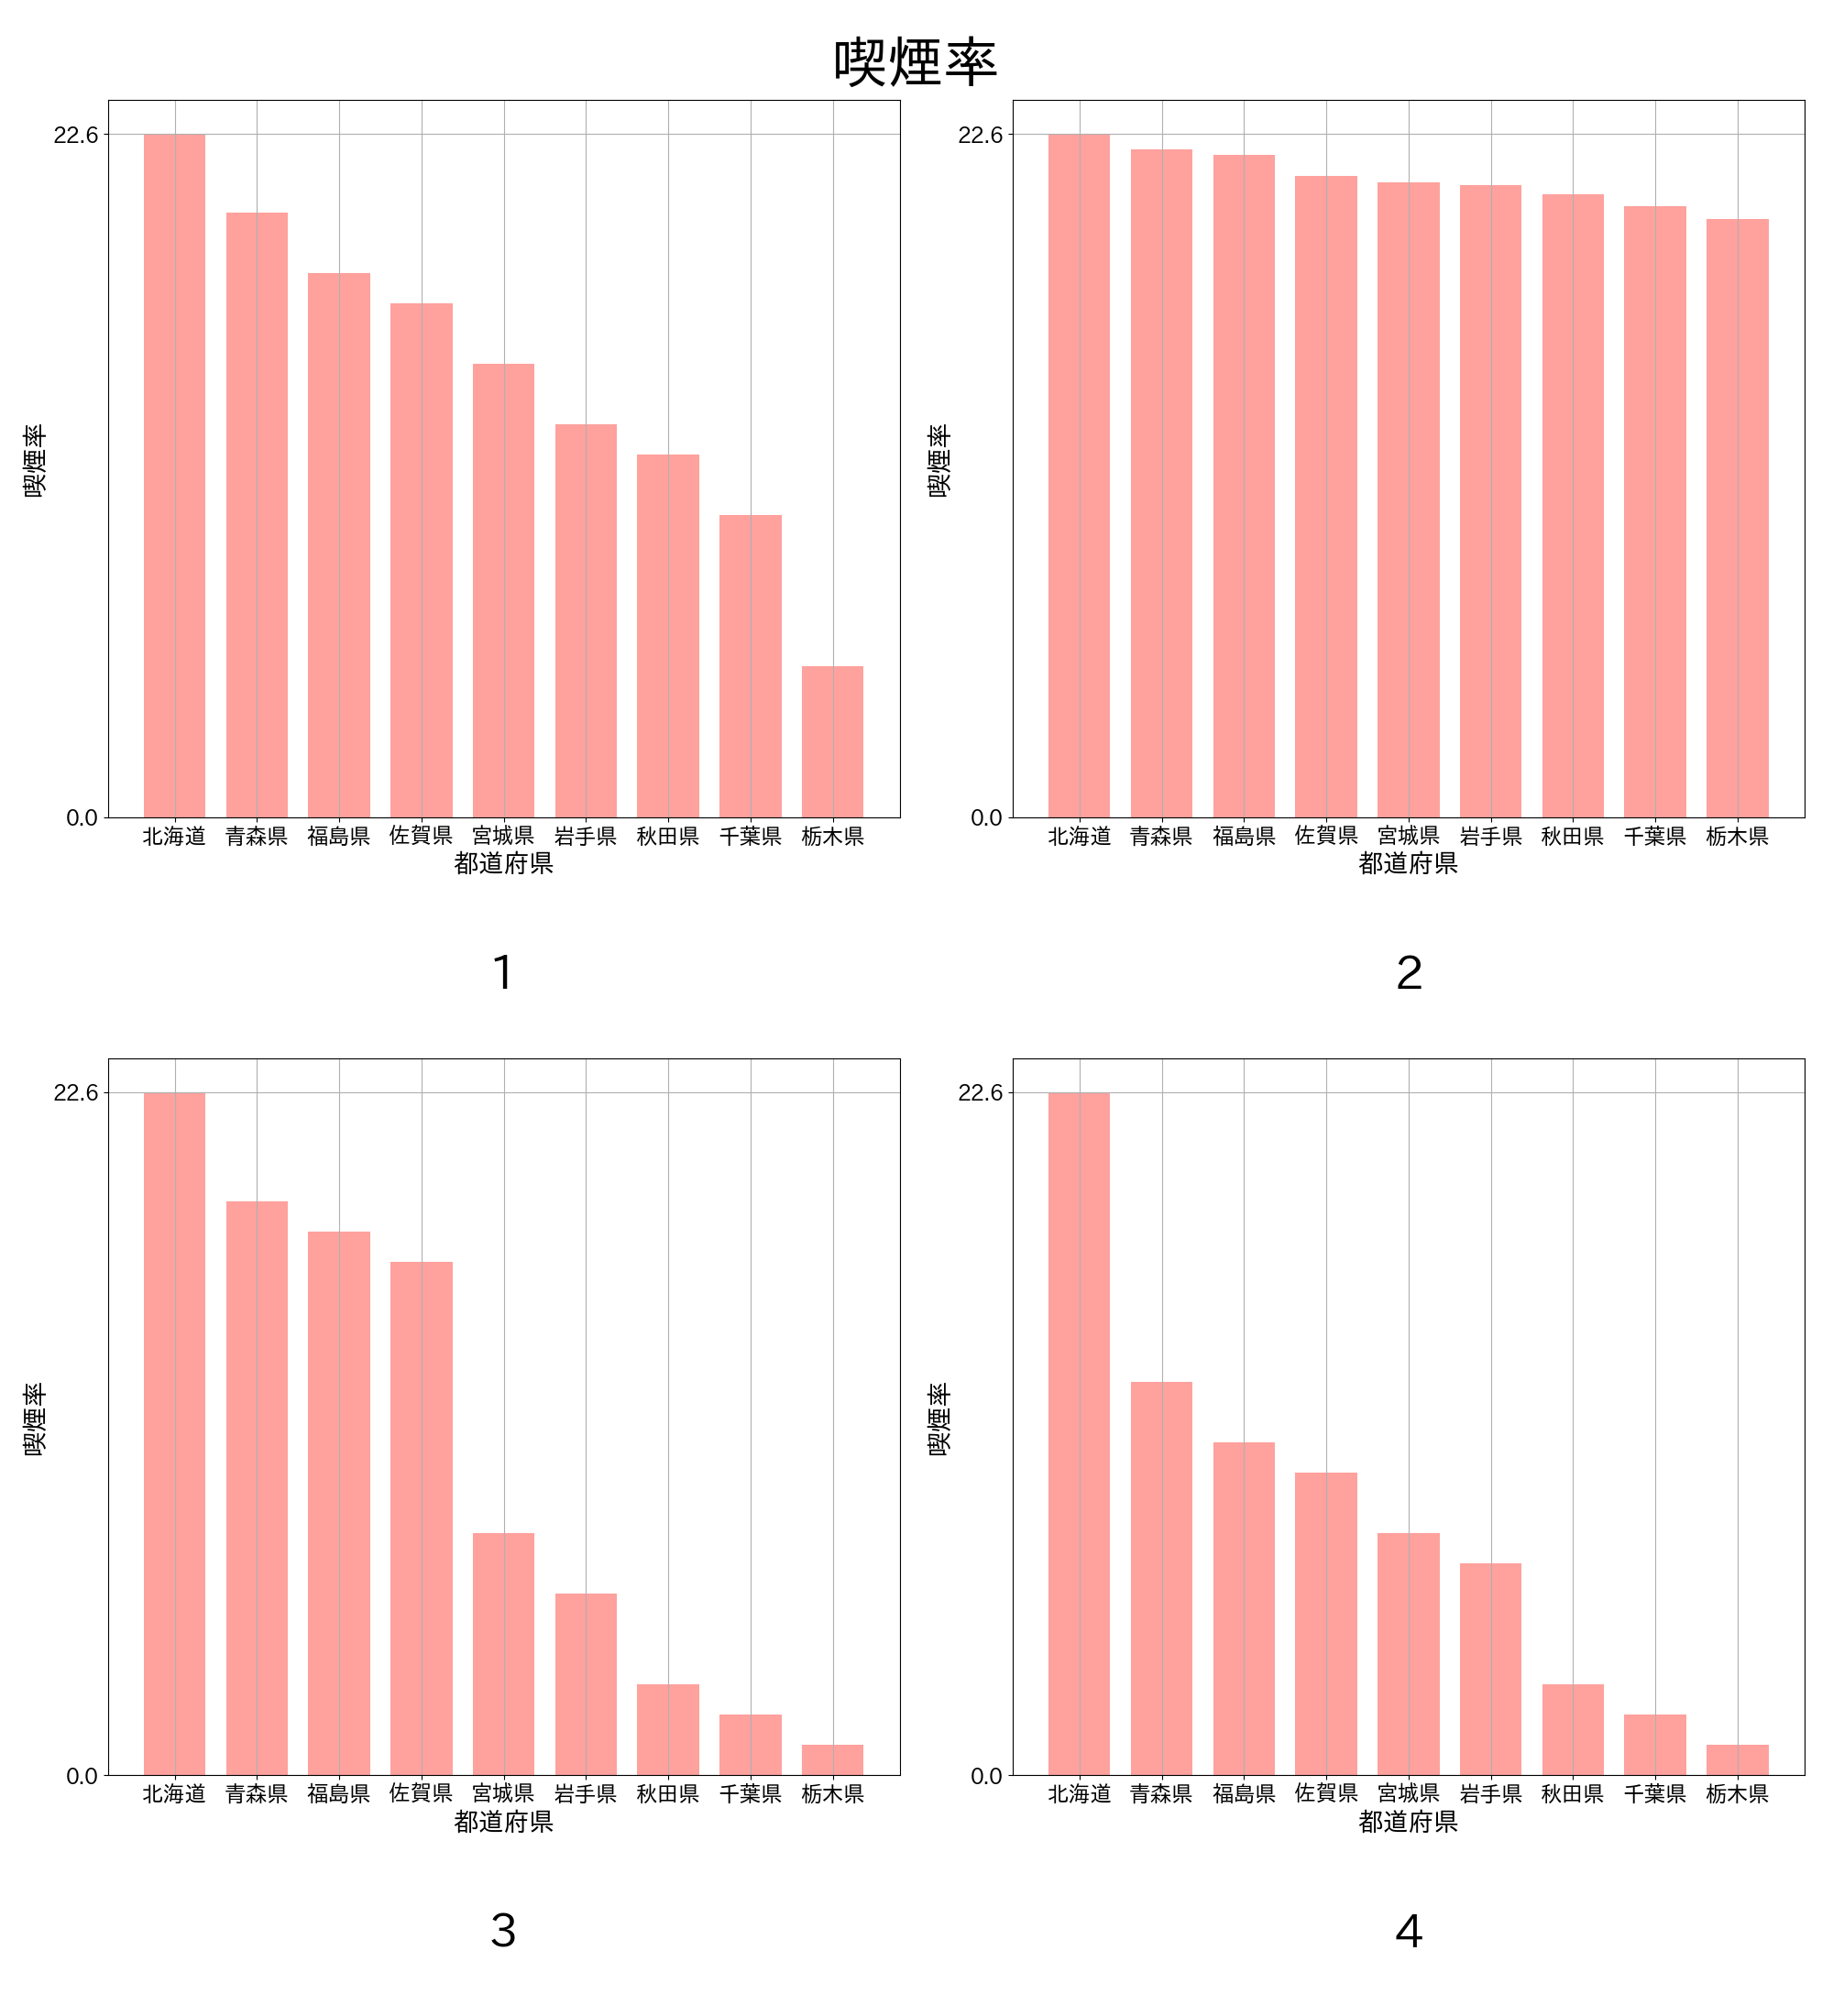 喫煙率
22.6
0.0
喫煙率
北海道 青森県 福島県 佐賀県 宮城県 岩手県 秋田県 千葉県 栃木県
都道府県
1
22.6
0.0
喫煙率
北海道 青森県 福島県 佐賀県 宮城県 岩手県 秋田県 千葉県 栃木県
都道府県
2
22.6
0.0
喫煙率
北海道 青森県 福島県 佐賀県 宮城県 岩手県 秋田県 千葉県 栃木県
都道府県
3
22.6
0.0
喫煙率
北海道 青森県 福島県 佐賀県 宮城県 岩手県 秋田県 千葉県 栃木県
都道府県
4